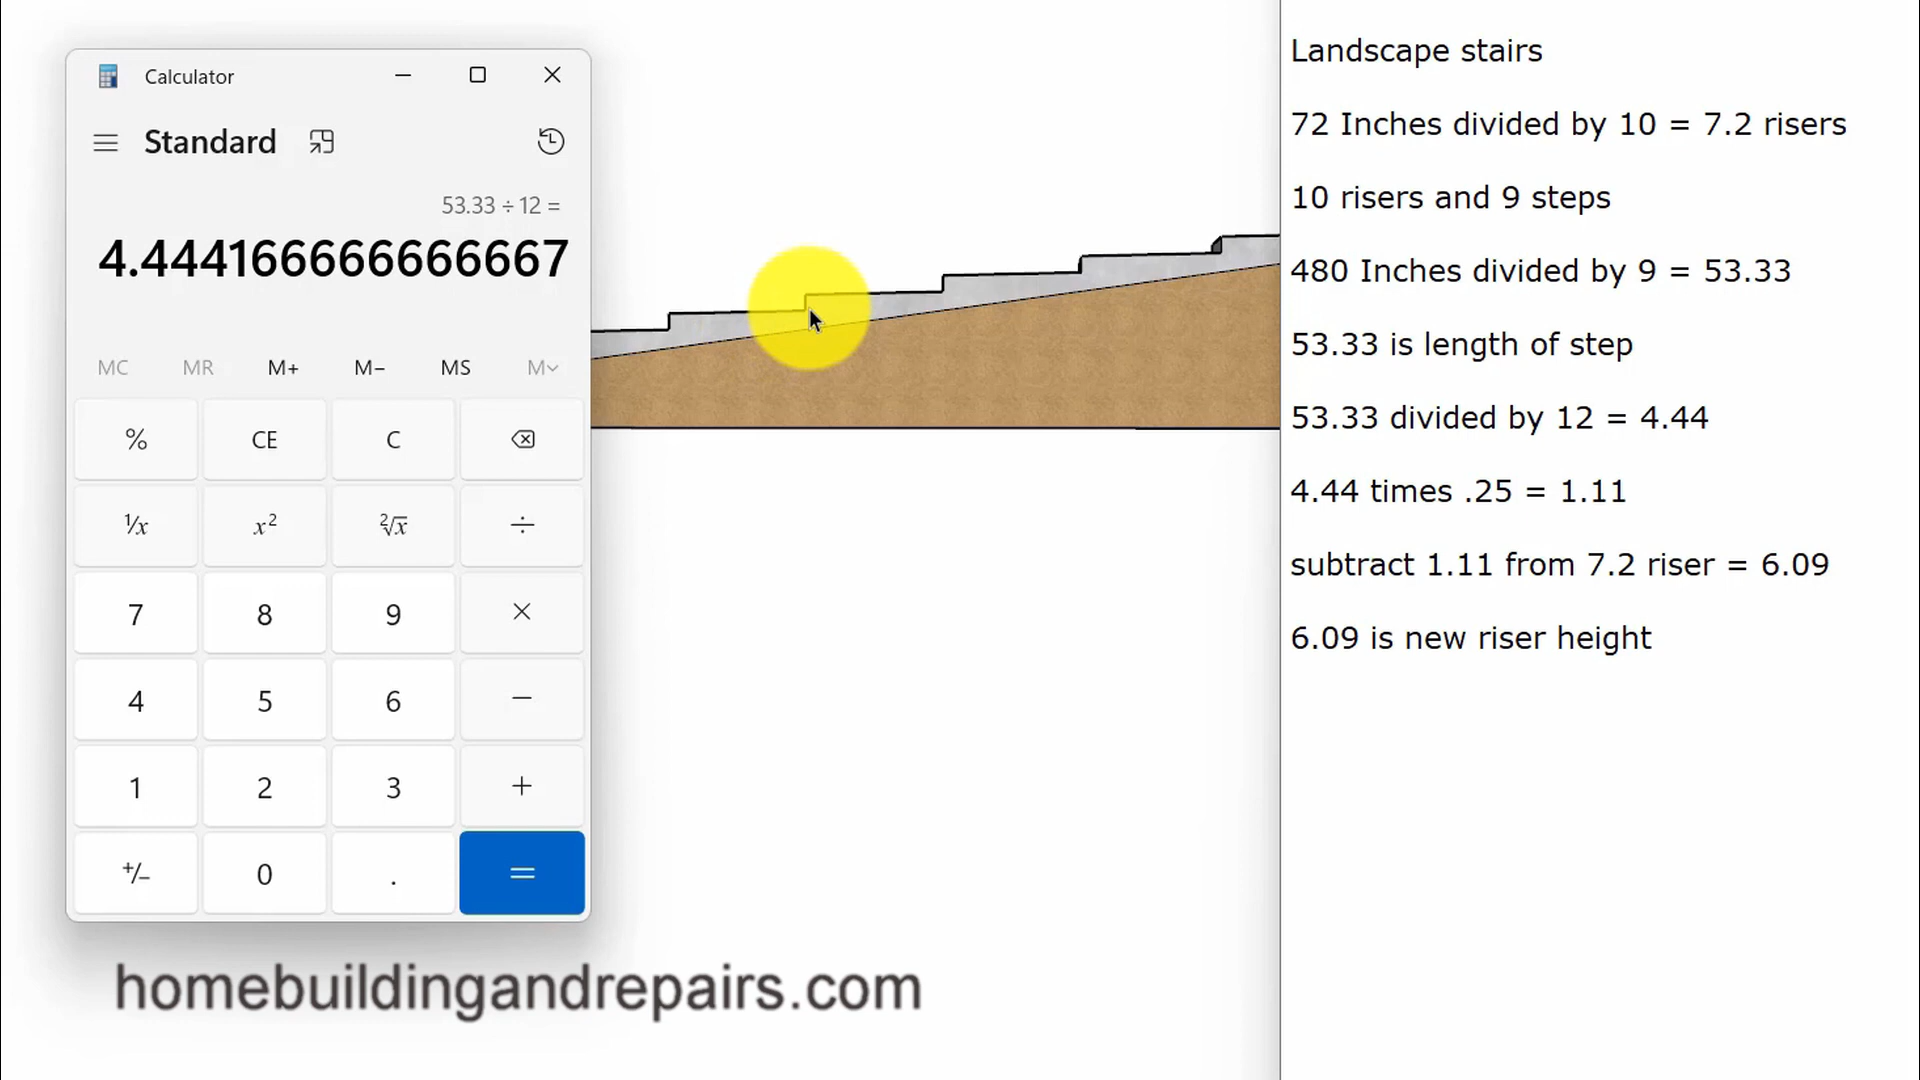 Calculator
Standard
53.33 ÷ 12 =
4.444166666666667
MC MR M+ M− MS M
% CE C
¹/x x² ²√x ÷
7 8 9 ×
4 5 6 −
1 2 3 +
+/− 0 . =
homebuildingandrepairs.com
Landscape stairs
72 Inches divided by 10 = 7.2 risers
10 risers and 9 steps
480 Inches divided by 9 = 53.33
53.33 is length of step
53.33 divided by 12 = 4.44
4.44 times .25 = 1.11
subtract 1.11 from 7.2 riser = 6.09
6.09 is new riser height